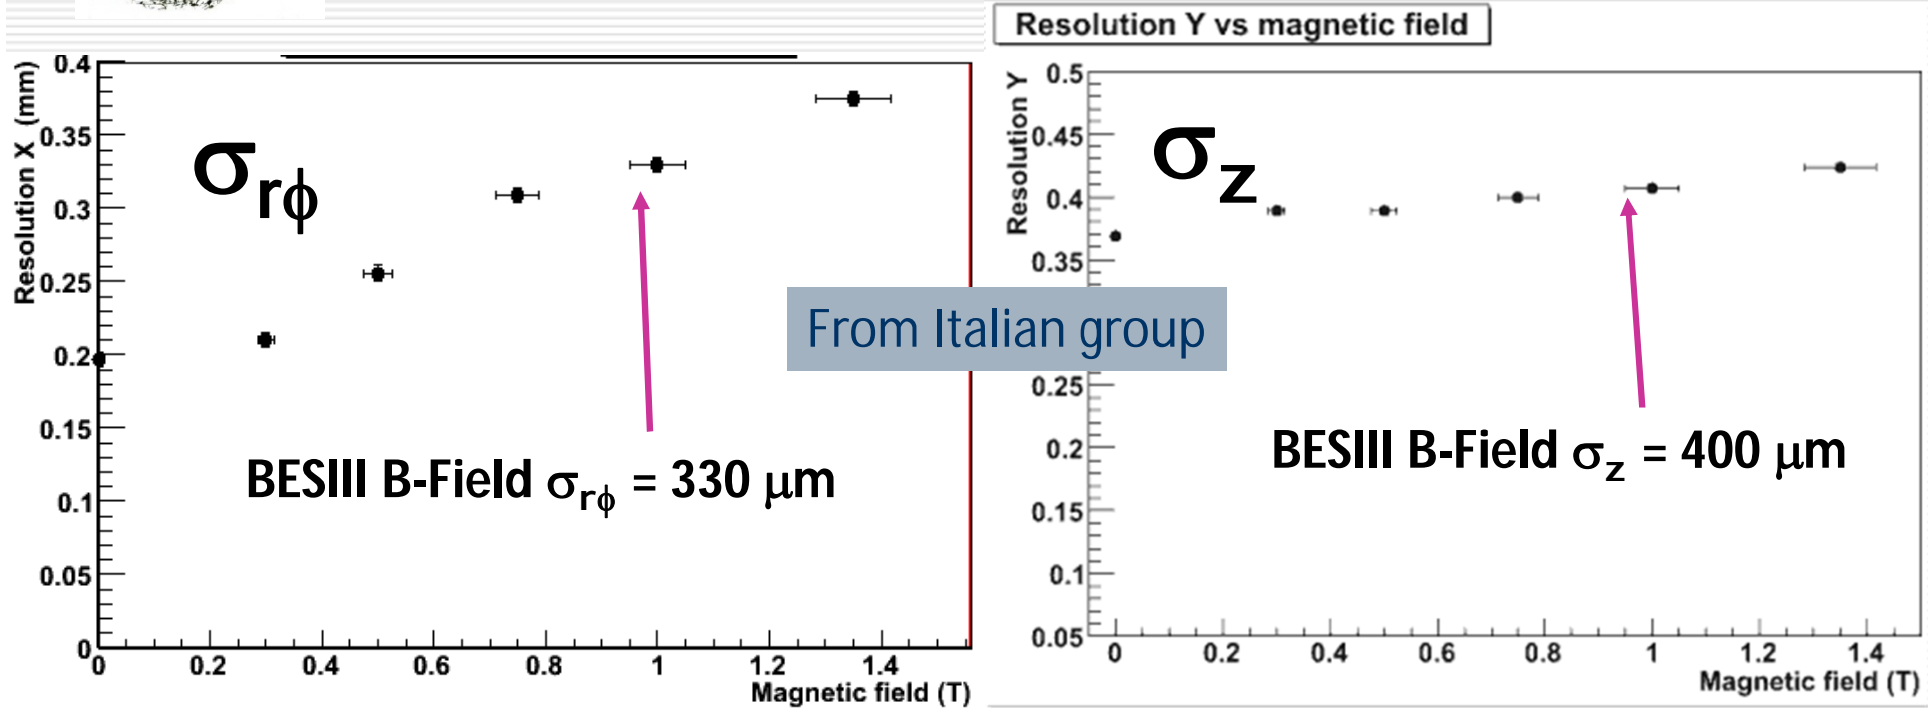 Resolution Y vs magnetic field
Resolution X (mm)
0.4
0.35
0.3
0.25
0.2
0.15
0.1
0.05
0
0 0.2 0.4 0.6 0.8 1 1.2 1.4
Magnetic field (T)
σrϕ
BESIII B-Field σrϕ = 330 μm
From Italian group
Resolution Y
0.5
0.45
0.4
0.35
0.25
0.2
0.15
0.1
0.05
0 0.2 0.4 0.6 0.8 1 1.2 1.4
Magnetic field (T)
σz
BESIII B-Field σz = 400 μm